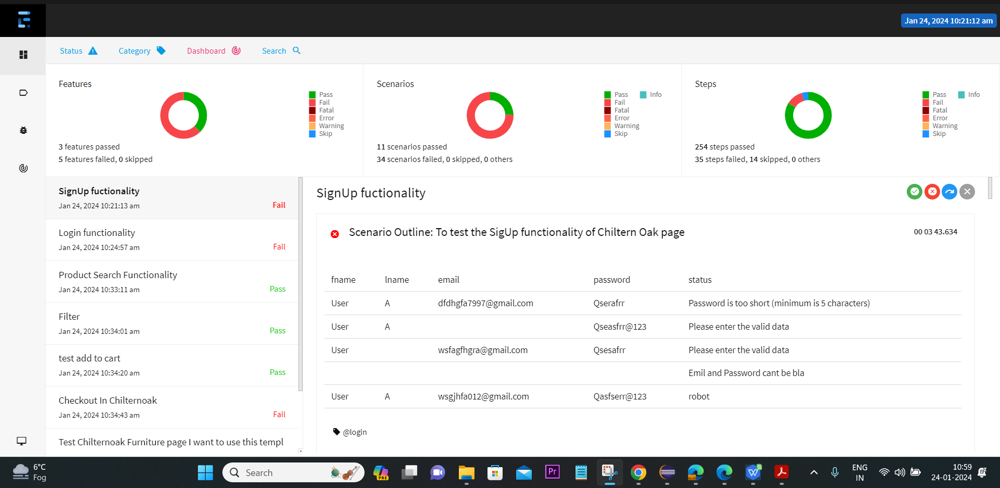 Jan 24, 2024 10:21:12 am
Status
Category
Dashboard
Search
Features
Pass
Fail
Fatal
Error
Warning
Skip
3 features passed
5 features failed, 0 skipped
Scenarios
Pass Info
Fail
Fatal
Error
Warning
Skip
11 scenarios passed
34 scenarios failed, 0 skipped, 0 others
Steps
Pass Info
Fail
Fatal
Error
Warning
Skip
254 steps passed
35 steps failed, 14 skipped, 0 others
SignUp fuctionality
Jan 24, 2024 10:21:13 am Fail
Login functionality
Jan 24, 2024 10:24:57 am Fail
Product Search Functionality
Jan 24, 2024 10:33:11 am Pass
Filter
Jan 24, 2024 10:34:01 am Pass
test add to cart
Jan 24, 2024 10:34:20 am Pass
Checkout In Chilternoak
Jan 24, 2024 10:34:43 am Fail
Test Chilternoak Furniture page I want to use this templ
SignUp fuctionality
Scenario Outline: To test the SigUp functionality of Chiltern Oak page 00 03 43.634
fname lname email password status
User A dfdhgfa7997@gmail.com Qserafrr Password is too short (minimum is 5 characters)
User A Qseasfrr@123 Please enter the valid data
User wsfagfhgra@gmail.com Qsesafrr Please enter the valid data
Emil and Password cant be bla
User A wsgjhfa012@gmail.com Qasfserr@123 robot
@login
6°C
Fog
Search
PRE
Pr
ENG
IN
10:59
24-01-2024